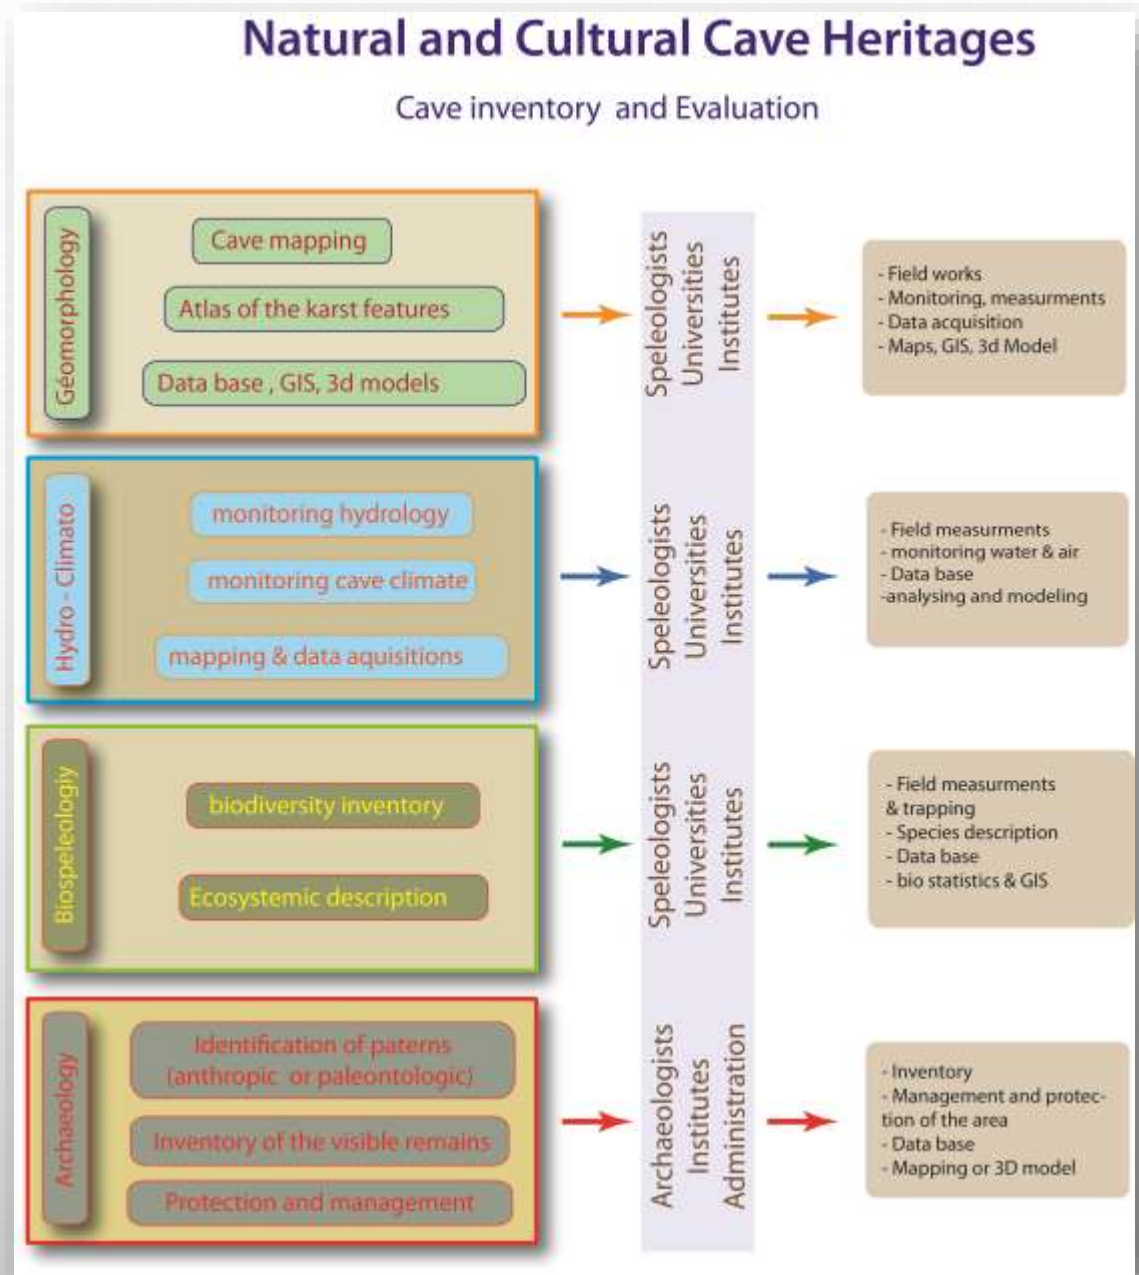 Natural and Cultural Cave Heritages
Cave inventory and Evaluation
Géomorphology
Cave mapping
Atlas of the karst features
Data base , GIS, 3d models
Speleologists
Universities
Institutes
- Field works
- Monitoring, measurments
- Data acquisition
- Maps, GIS, 3d Model
Hydro - Climato
monitoring hydrology
monitoring cave climate
mapping & data aquisitions
Speleologists
Universities
Institutes
- Field measurments
- monitoring water & air
- Data base
-analysing and modeling
Biospeleologiy
biodiversity inventory
Ecosystemic description
Speleologists
Universities
Institutes
- Field measurments
& trapping
- Species description
- Data base
- bio statistics & GIS
Archaeology
Identification of paterns
(anthropic or paleontologic)
Inventory of the visible remains
Protection and management
Archaeologists
Institutes
Administration
- Inventory
- Management and protec-
tion of the area
- Data base
- Mapping or 3D model